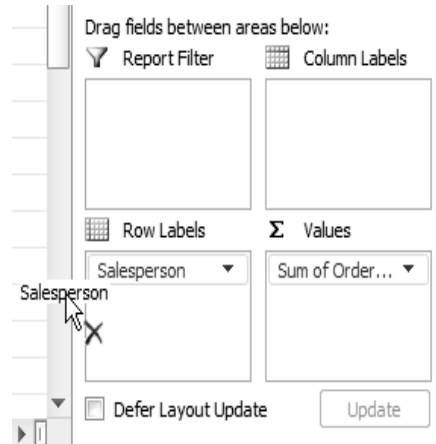 Drag fields between areas below:
Report Filter
Column Labels
Row Labels
Σ Values
Salesperson
Sum of Order...
Salesperson
Defer Layout Update
Update